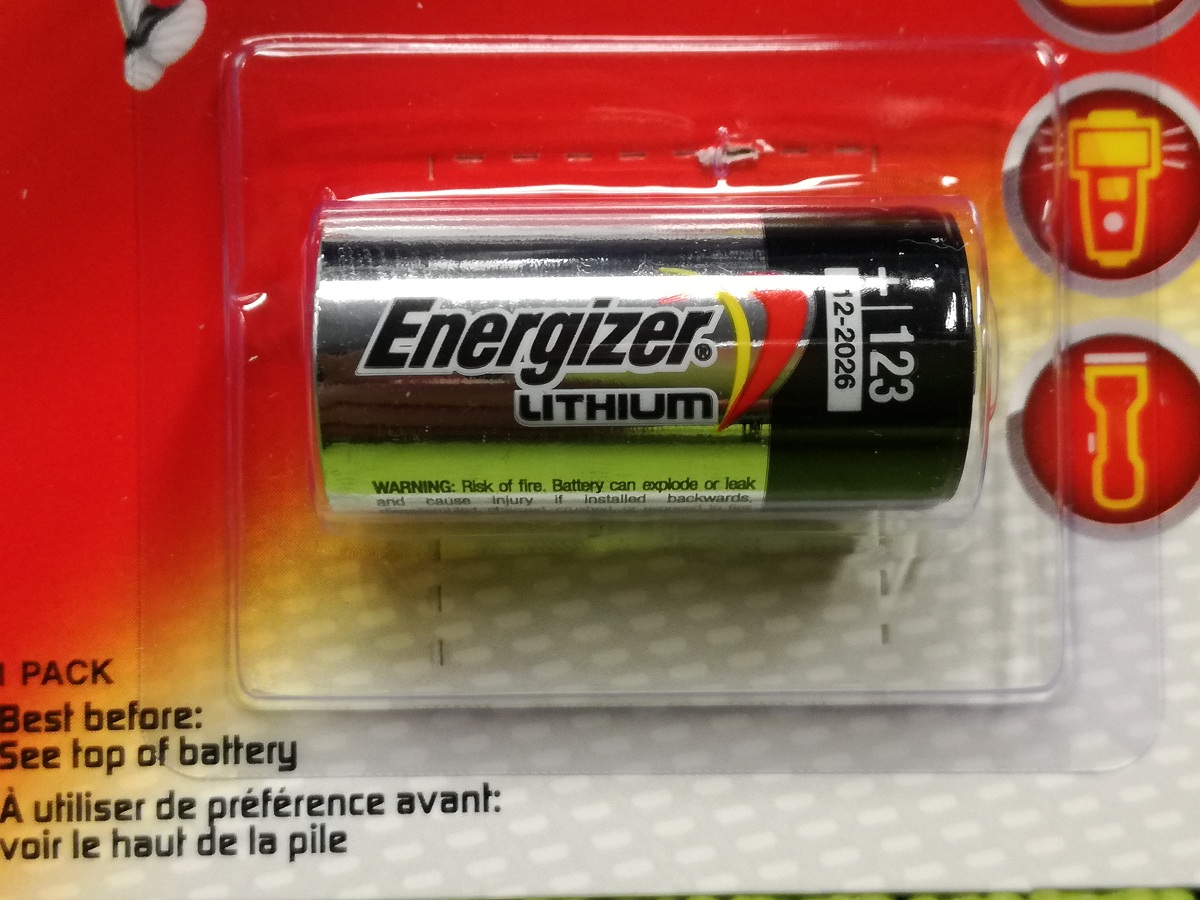 Energizer®
LITHIUM
+ 123
12-2026
WARNING: Risk of fire. Battery can explode or leak
and cause injury if installed backwards,
1 PACK
Best before:
See top of battery
À utiliser de préférence avant:
voir le haut de la pile